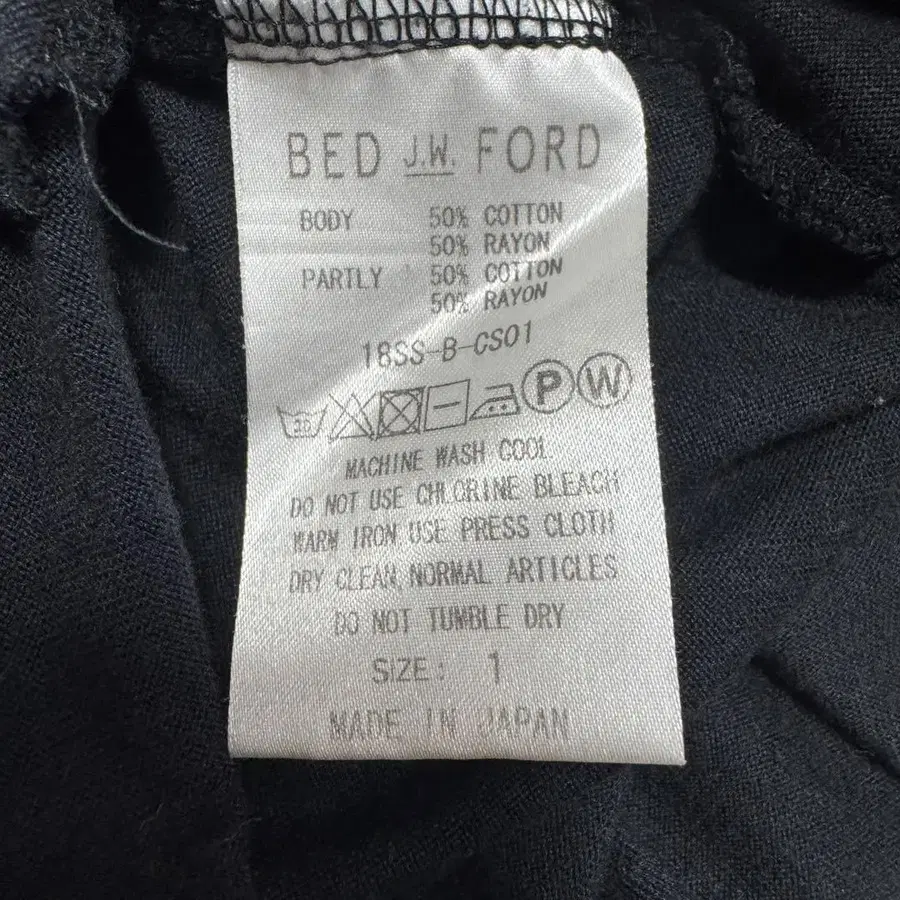 BED J.W. FORD
BODY 50% COTTON
50% RAYON
PARTLY 50% COTTON
50% RAYON
18SS-B-CS01
30 P W
MACHINE WASH COOL
DO NOT USE CHLORINE BLEACH
WARM IRON USE PRESS CLOTH
DRY CLEAN, NORMAL ARTICLES
DO NOT TUMBLE DRY
SIZE: 1
MADE IN JAPAN